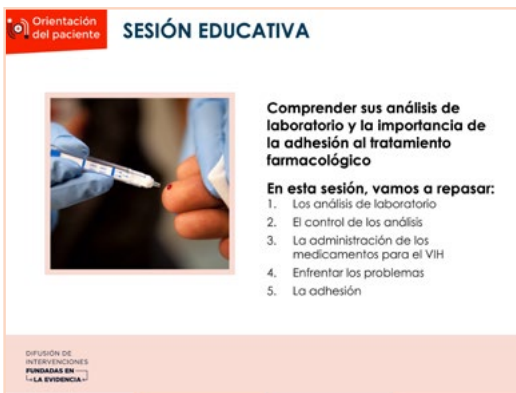 Orientación
del paciente
SESIÓN EDUCATIVA
Comprender sus análisis de
laboratorio y la importancia de
la adhesión al tratamiento
farmacológico
En esta sesión, vamos a repasar:
1. Los análisis de laboratorio
2. El control de los análisis
3. La administración de los
medicamentos para el VIH
4. Enfrentar los problemas
5. La adhesión
DIFUSIÓN DE
INTERVENCIONES
FUNDADAS EN
LA EVIDENCIA